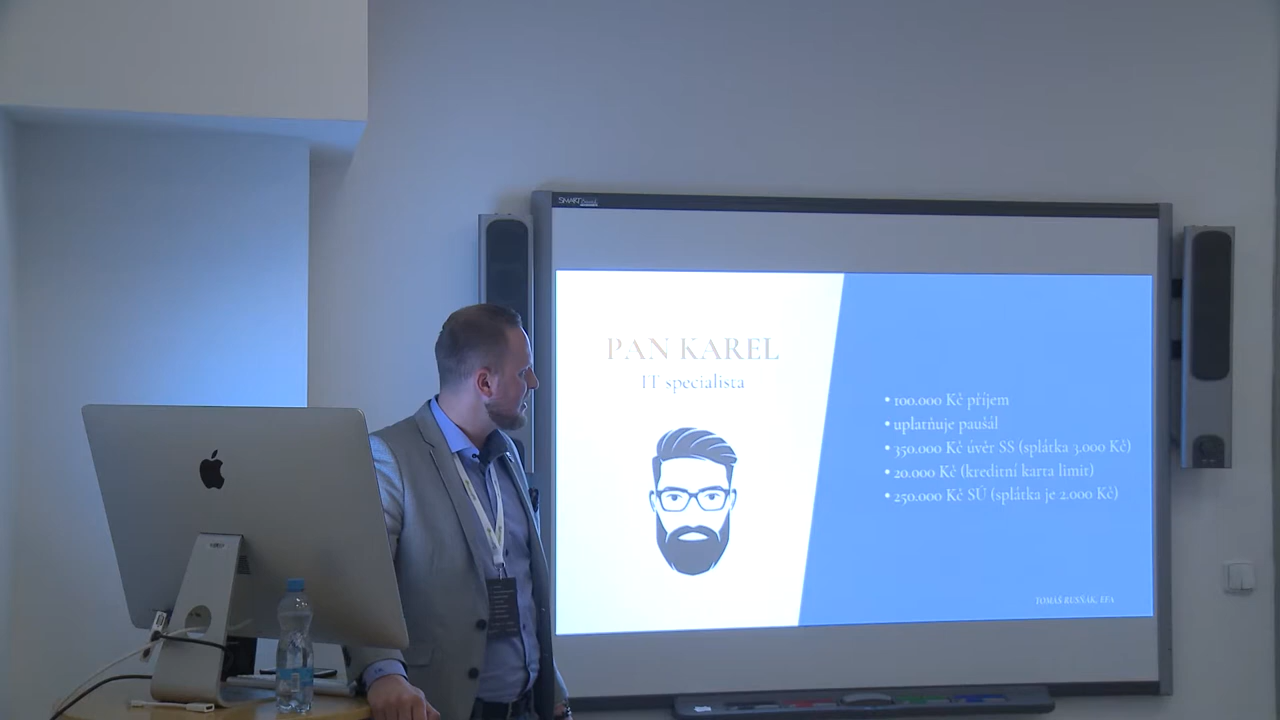 SMART
PAN KAREL
IT specialista
• 100.000 Kč příjem
• uplatňuje paušál
• 350.000 Kč úvěr SS (splátka 3.000 Kč)
• 20.000 Kč (kreditní karta limit)
• 250.000 Kč SÚ (splátka je 2.000 Kč)
TOMÁŠ RUSŇÁK, EFA